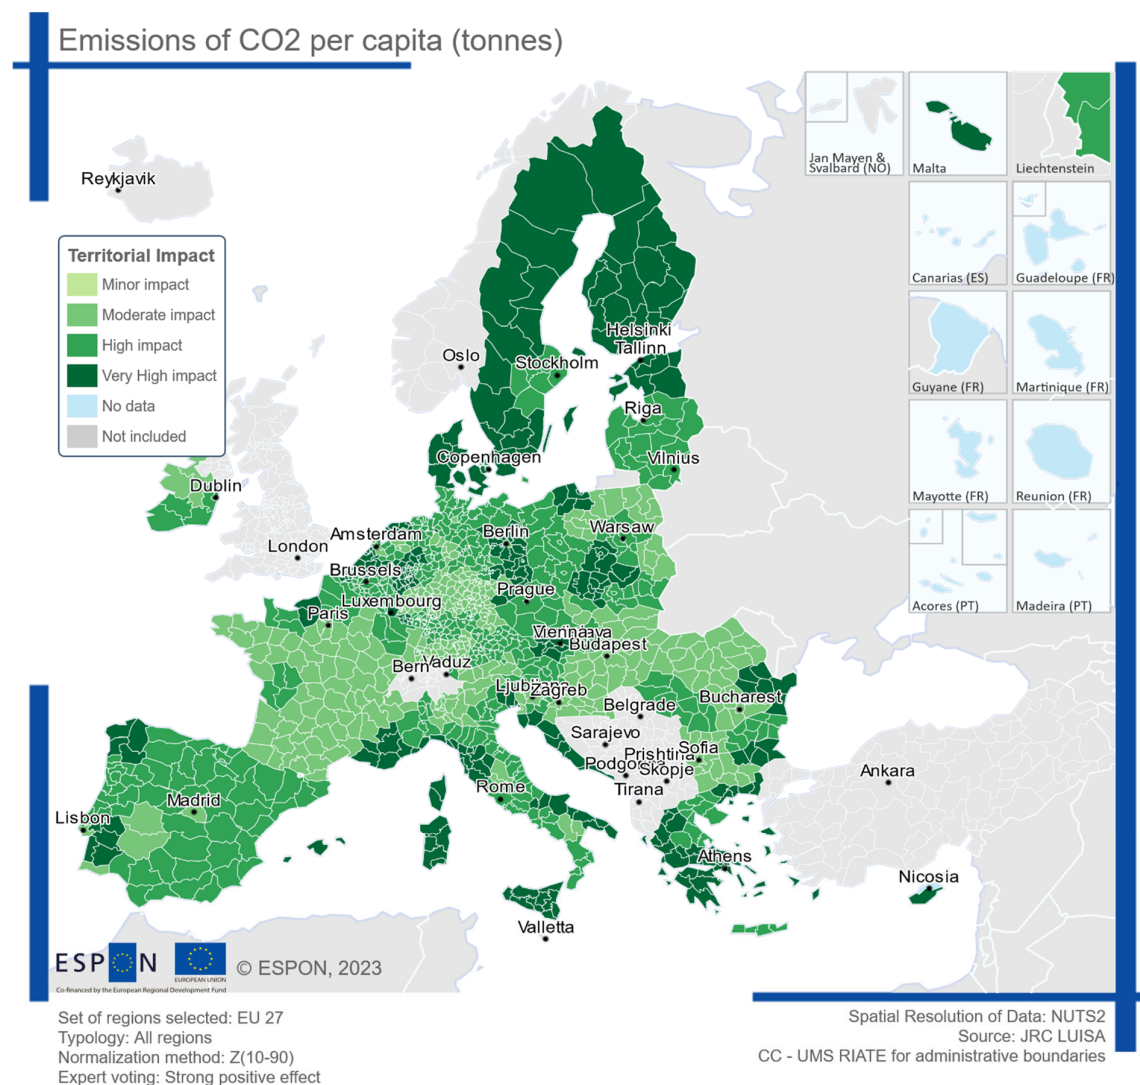 Emissions of CO2 per capita (tonnes)
Reykjavik
Jan Mayen &
Svalbard (NO)
Malta
Liechtenstein
Territorial Impact
Minor impact
Moderate impact
High impact
Very High impact
No data
Not included
Canarias (ES)
Guadeloupe (FR)
Helsinki
Tallinn
Oslo
Stockholm
Guyane (FR)
Martinique (FR)
Riga
Copenhagen
Vilnius
Dublin
Mayotte (FR)
Reunion (FR)
Amsterdam
Berlin
Warsaw
London
Brussels
Prague
Luxembourg
Paris
Acores (PT)
Madeira (PT)
Vienna
Budapest
Bern
Vaduz
Zagreb
Bucharest
Belgrade
Sarajevo
Prishtina
Sofia
Skopje
Tirana
Rome
Madrid
Lisbon
Ankara
Athens
Nicosia
Valletta
ESPON
EUROPEAN UNION
© ESPON, 2023
Co-financed by the European Regional Development Fund
Set of regions selected: EU 27
Typology: All regions
Normalization method: Z(10-90)
Expert voting: Strong positive effect
Spatial Resolution of Data: NUTS2
Source: JRC LUISA
CC - UMS RIATE for administrative boundaries